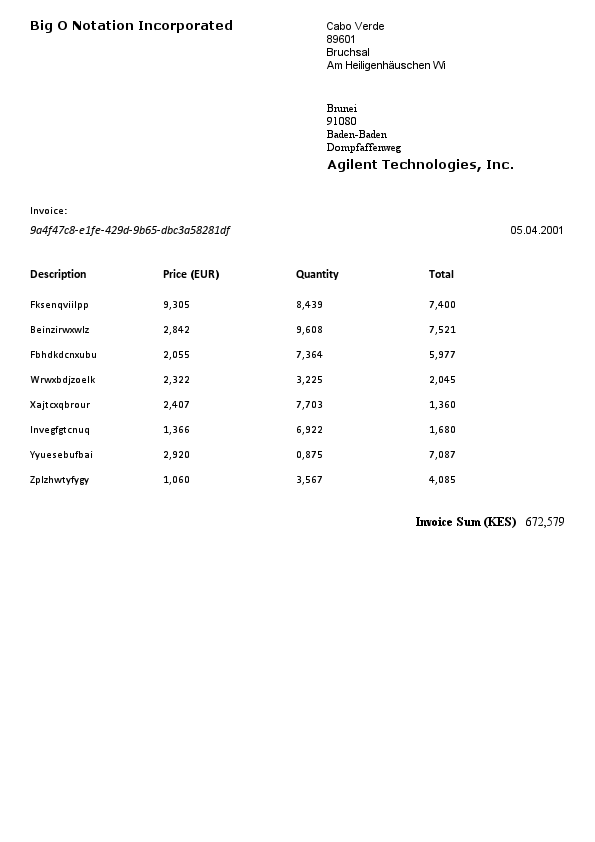 Big O Notation Incorporated
Cabo Verde
89601
Bruchsal
Am Heiligenhäuschen Wi
Brunei
91080
Baden-Baden
Dompfaffenweg
Agilent Technologies, Inc.
Invoice:
9a4f47c8-e1fe-429d-9b65-dbc3a58281df 05.04.2001
Description Price (EUR) Quantity Total
Fksenqviilpp 9,305 8,439 7,400
Beinzirwxwlz 2,842 9,608 7,521
Fbhdkdcnxubu 2,055 7,364 5,977
Wrwxbdjzoelk 2,322 3,225 2,045
Xajtcxqbrour 2,407 7,703 1,360
Invegfgtcnuq 1,366 6,922 1,680
Yyuesebufbai 2,920 0,875 7,087
Zplzhwtyfygy 1,060 3,567 4,085
Invoice Sum (KES) 672,579